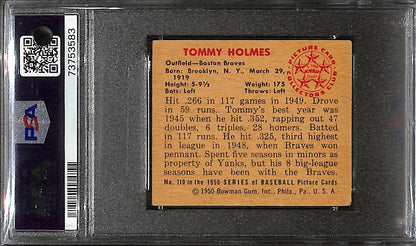 73753583
PSA
TOMMY HOLMES
Outfield—Boston Braves
Born: Brooklyn, N. Y., March 29,
1919
Height: 5-9½ Weight: 175
Bats: Left Throws: Left
Hit .266 in 117 games in 1949. Drove
in 59 runs. Tommy's best year was
1945 when he hit .352, rapping out 47
doubles, 6 triples, 28 homers. Batted
in 117 runs. He hit .325, third highest
in league in 1948, when Braves won
pennant. Spent five seasons in minors as
property of Yanks, but his 8 big-league
seasons have been with the Braves.
No. 110 in the 1950 SERIES of BASEBALL Picture Cards
© 1950 Bowman Gum, Inc., Phila., Pa., U. S. A.
PICTURE CARD
COLLECTORS CLUB